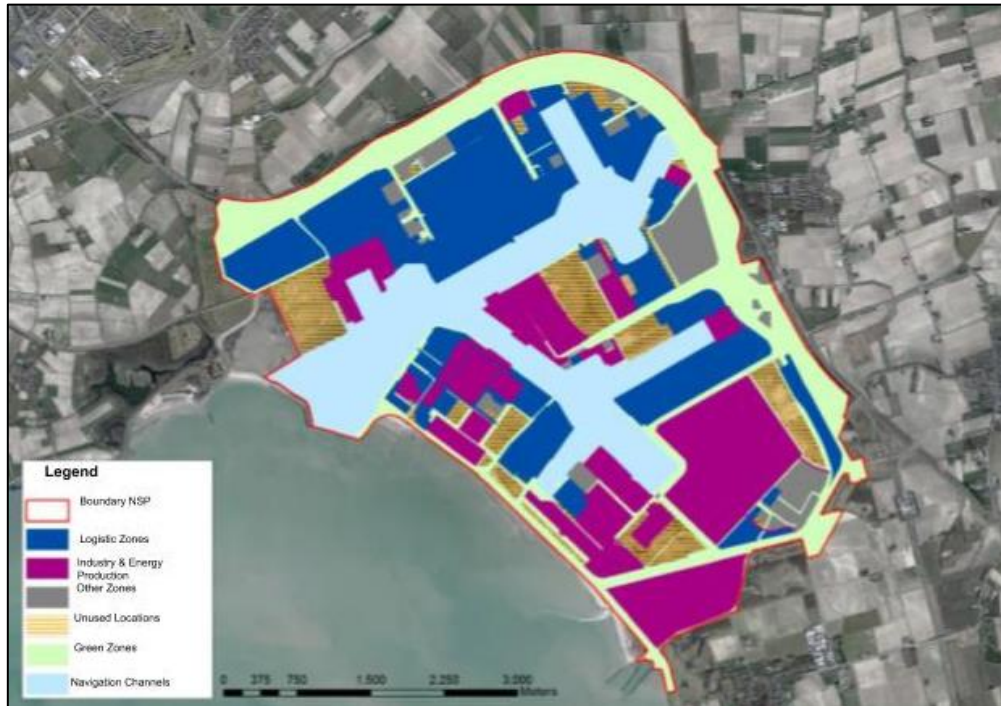 Legend
Boundary NSP
Logistic Zones
Industry & Energy
Production
Other Zones
Unused Locations
Green Zones
Navigation Channels
0 375 750 1.500 2.250 3.000
Meters